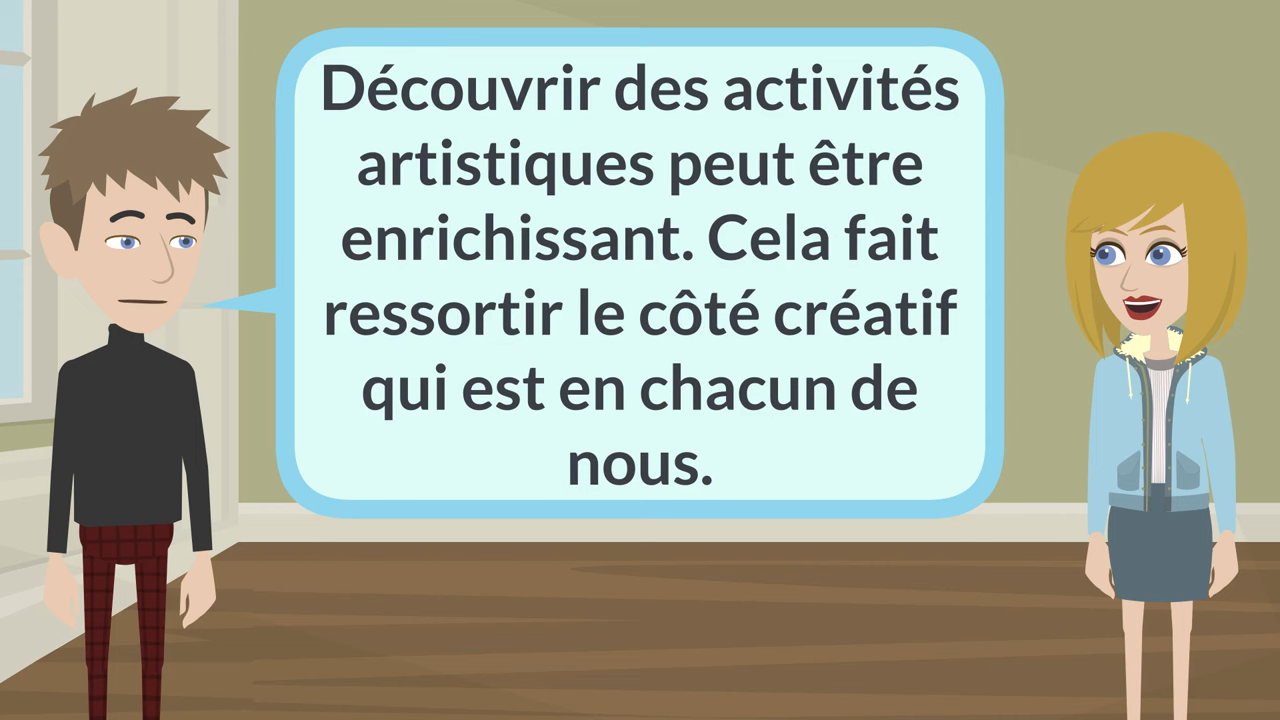 Découvrir des activités
artistiques peut être
enrichissant. Cela fait
ressortir le côté créatif
qui est en chacun de
nous.